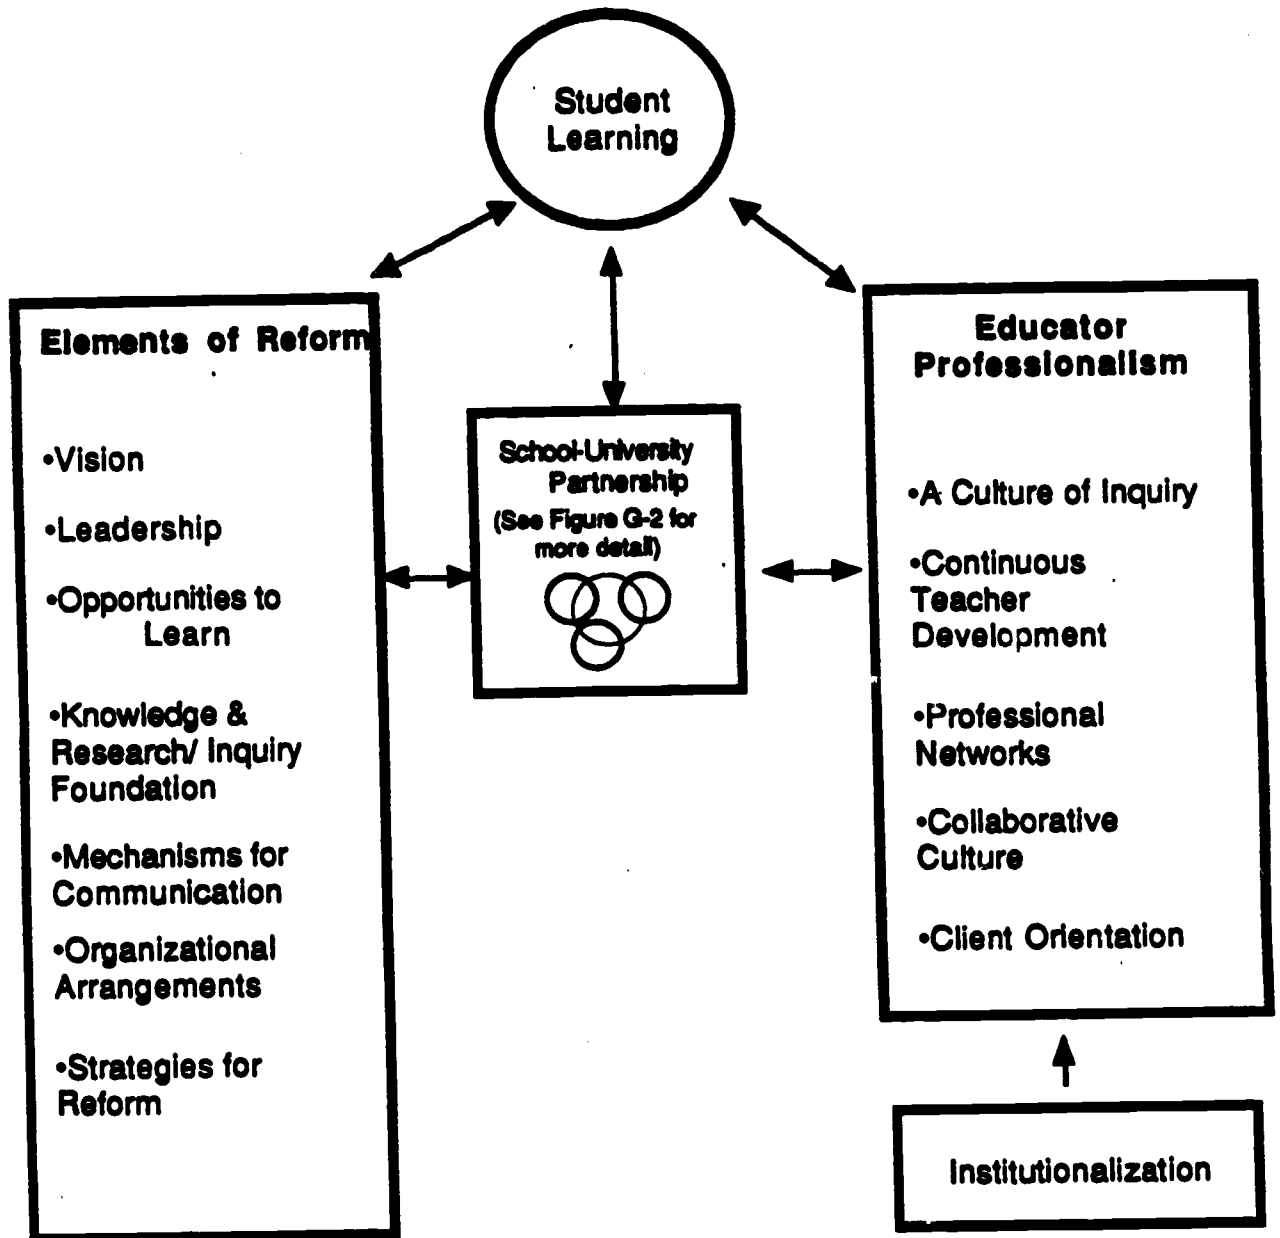 Student
Learning
Elements of Reform
•Vision
•Leadership
•Opportunities to
Learn
•Knowledge &
Research/ Inquiry
Foundation
•Mechanisms for
Communication
•Organizational
Arrangements
•Strategies for
Reform
School-University
Partnership
(See Figure G-2 for
more detail)
Educator
Professionalism
•A Culture of Inquiry
•Continuous
Teacher
Development
•Professional
Networks
•Collaborative
Culture
•Client Orientation
Institutionalization